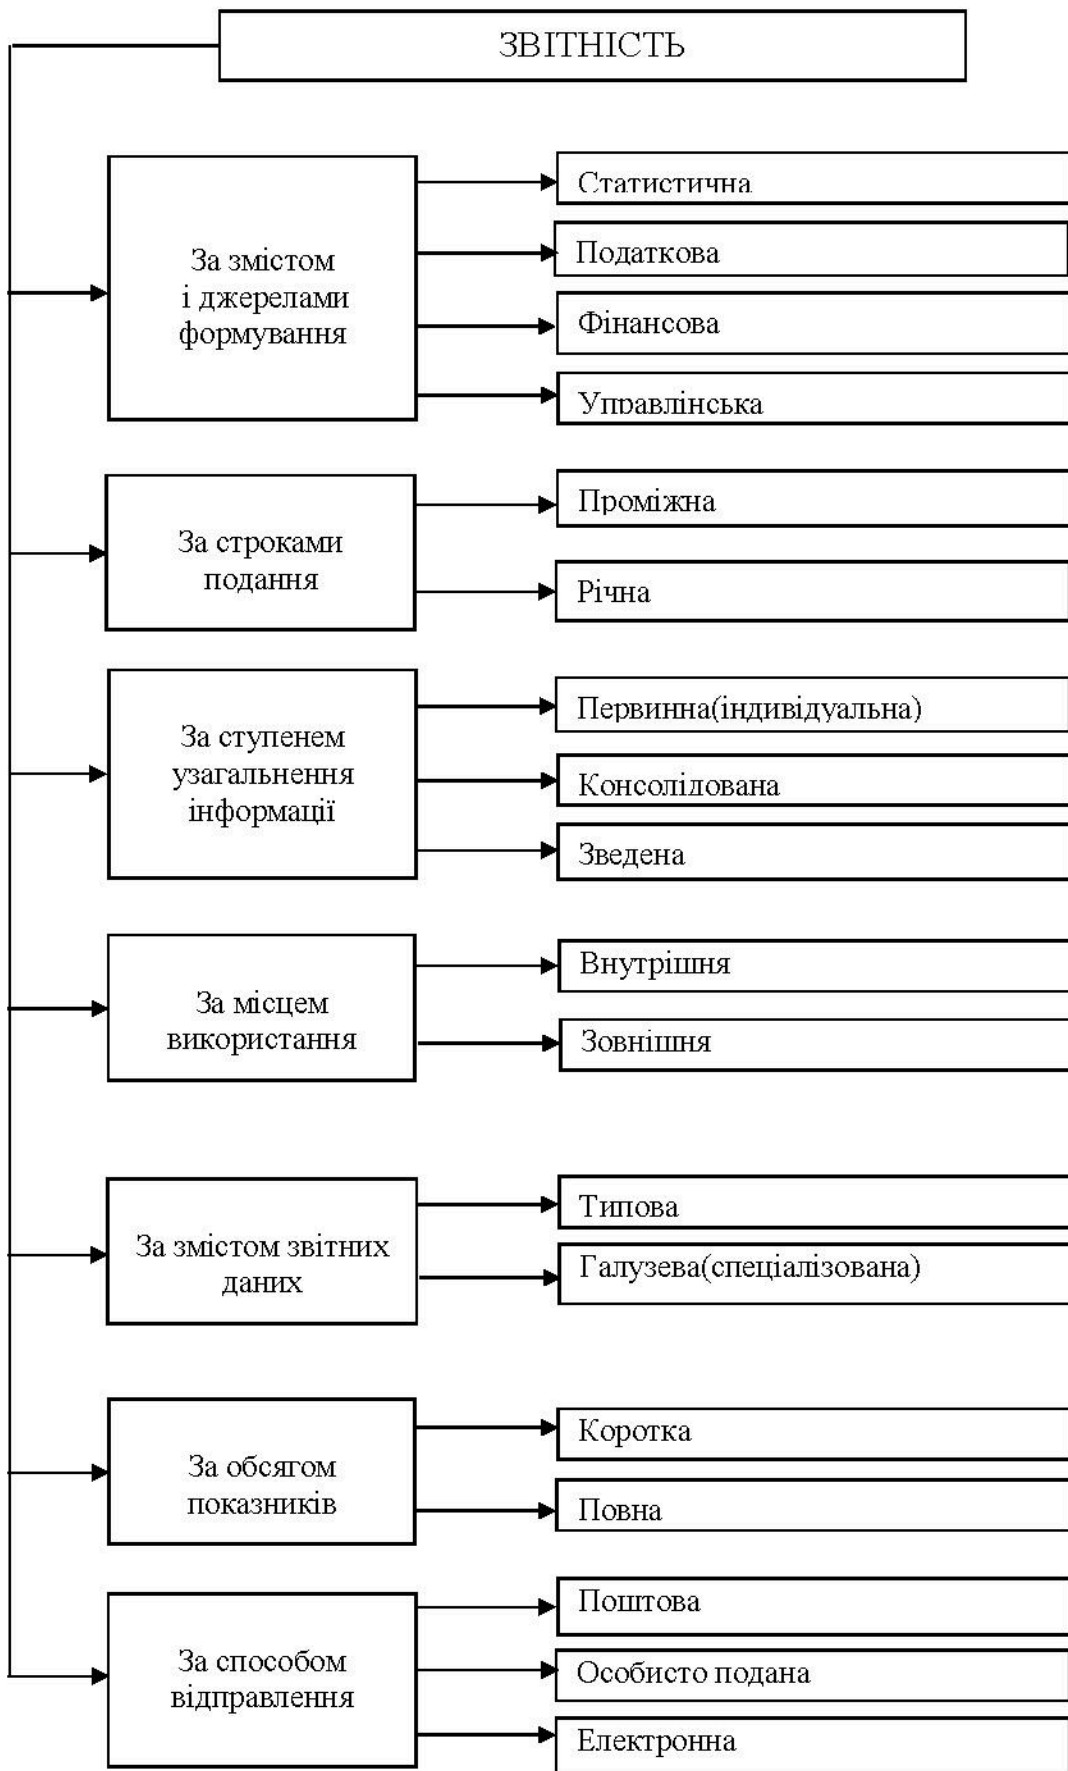 ЗВІТНІСТЬ
За змістом
і джерелами
формування
Статистична
Податкова
Фінансова
Управлінська
За строками
подання
Проміжна
Річна
За ступенем
узагальнення
інформації
Первинна(індивідуальна)
Консолідована
Зведена
За місцем
використання
Внутрішня
Зовнішня
За змістом звітних
даних
Типова
Галузева(спеціалізована)
За обсягом
показників
Коротка
Повна
За способом
відправлення
Поштова
Особисто подана
Електронна